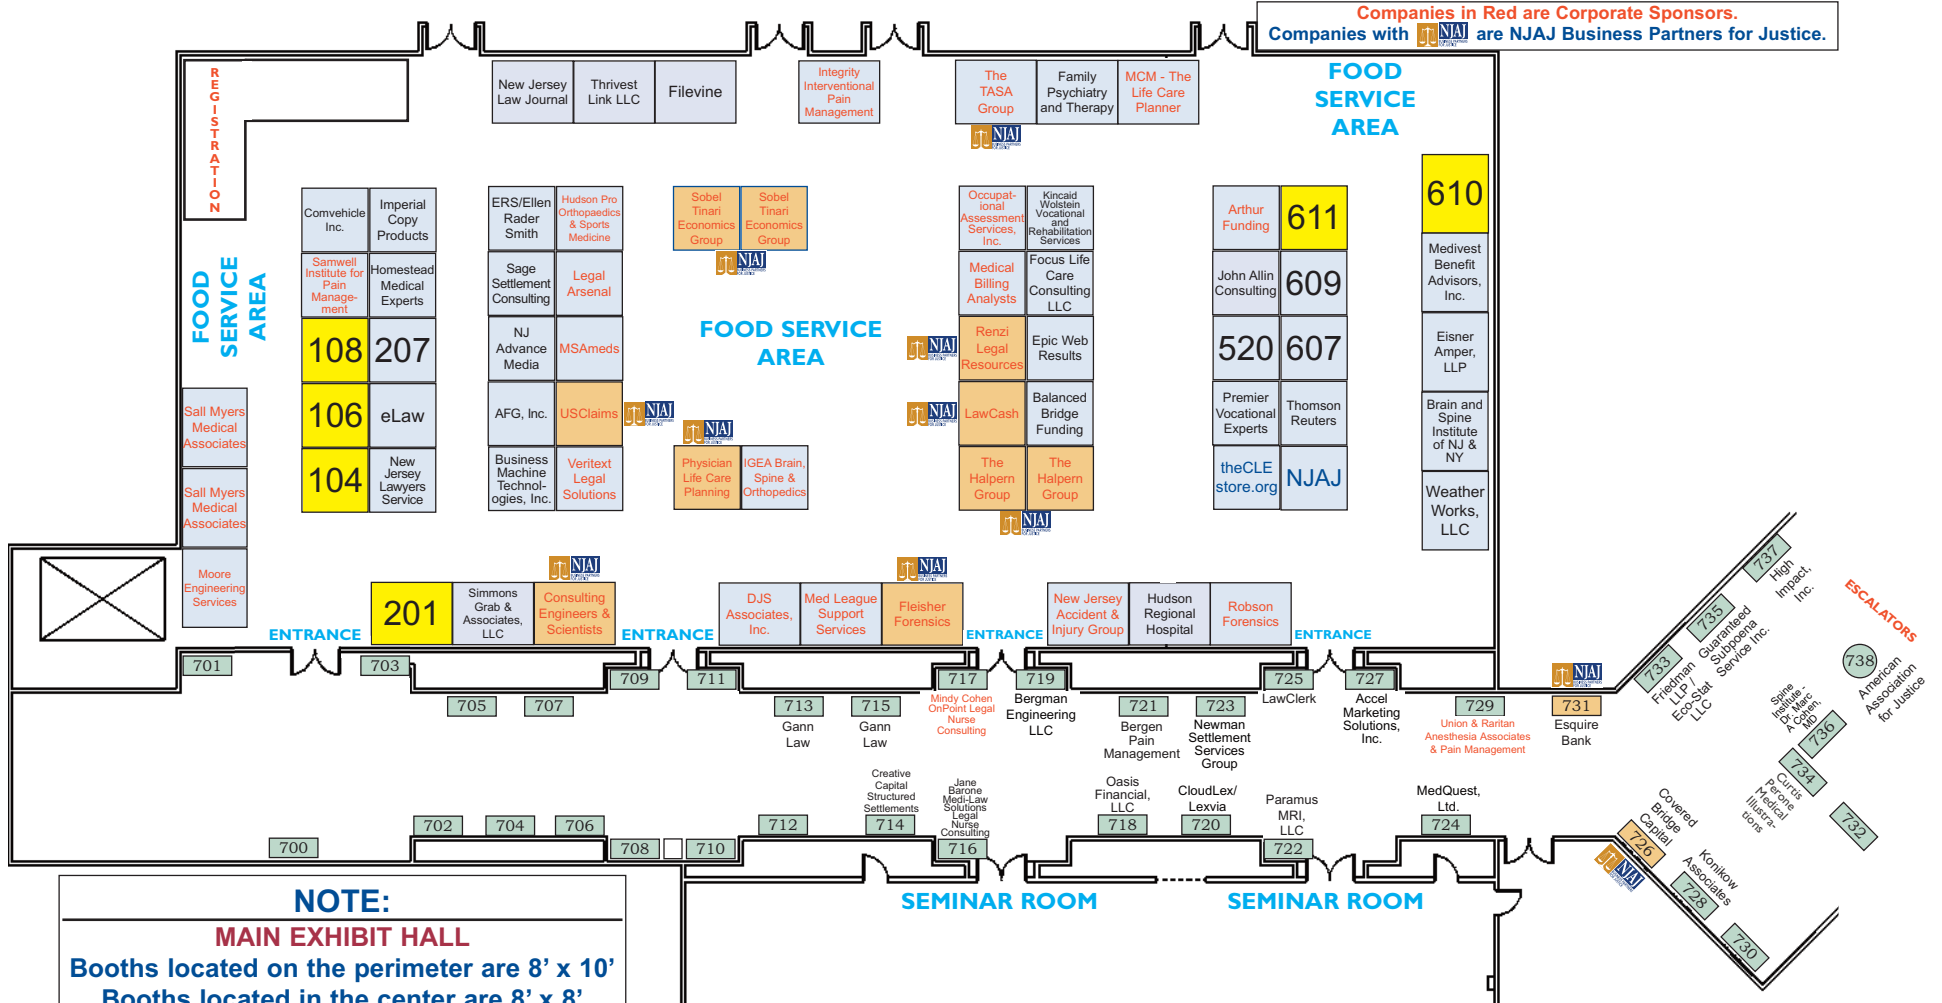 Companies in Red are Corporate Sponsors.
Companies with NJAJ are NJAJ Business Partners for Justice.
REGISTRATION
New Jersey
Law Journal
Thrivest
Link LLC
Filevine
Integrity
Interventional
Pain
Management
The
TASA
Group
NJAJ
Family
Psychiatry
and Therapy
MCM - The
Life Care
Planner
FOOD
SERVICE
AREA
610
Medivest
Benefit
Advisors,
Inc.
Eisner
Amper,
LLP
Brain and
Spine
Institute
of NJ &
NY
Weather
Works,
LLC
FOOD
SERVICE
AREA
Sall Myers
Medical
Associates
Sall Myers
Medical
Associates
Moore
Engineering
Services
Comvehicle
Inc.
Imperial
Copy
Products
Samwell
Institute for
Pain
Manage-
ment
Homestead
Medical
Experts
108
207
106
eLaw
104
New
Jersey
Lawyers
Service
ERS/Ellen
Rader
Smith
Hudson Pro
Orthopaedics
& Sports
Medicine
Sage
Settlement
Consulting
Legal
Arsenal
NJ
Advance
Media
MSAmeds
AFG, Inc.
USClaims
NJAJ
Business
Machine
Technol-
ogies, Inc.
Veritext
Legal
Solutions
Sobel
Tinari
Economics
Group
Sobel
Tinari
Economics
Group
NJAJ
FOOD SERVICE
AREA
NJAJ
Physician
Life Care
Planning
IGEA Brain,
Spine &
Orthopedics
Occupat-
ional
Assessment
Services,
Inc.
Kincaid
Wolstein
Vocational
and
Rehabilitation
Services
Medical
Billing
Analysts
Focus Life
Care
Consulting
LLC
NJAJ
Renzi
Legal
Resources
Epic Web
Results
NJAJ
LawCash
Balanced
Bridge
Funding
The
Halpern
Group
The
Halpern
Group
NJAJ
Arthur
Funding
611
John Allin
Consulting
609
520
607
Premier
Vocational
Experts
Thomson
Reuters
theCLE
store.org
NJAJ
201
Simmons
Grab &
Associates,
LLC
NJAJ
Consulting
Engineers &
Scientists
DJS
Associates,
Inc.
Med League
Support
Services
NJAJ
Fleisher
Forensics
New Jersey
Accident &
Injury Group
Hudson
Regional
Hospital
Robson
Forensics
ENTRANCE
ENTRANCE
ENTRANCE
ENTRANCE
701
703
705
707
709
711
713
Gann
Law
715
Gann
Law
717
Mindy Cohen
OnPoint Legal
Nurse
Consulting
719
Bergman
Engineering
LLC
721
Bergen
Pain
Management
723
Newman
Settlement
Services
Group
725
LawClerk
727
Accel
Marketing
Solutions,
Inc.
729
Union & Raritan
Anesthesia Associates
& Pain Management
NJAJ
731
Esquire
Bank
733
Friedman
LLP /
Eco-Stat
LLC
735
Guaranteed
Subpoena
Service Inc.
737
High
Impact,
Inc.
ESCALATORS
738
American
Association
for Justice
Spine
Institute -
Dr. Marc
A Cohen,
MD
736
734
Curtis
Perone
Medical
Illustra-
tions
732
700
702
704
706
708
710
712
Creative
Capital
Structured
Settlements
714
Jane
Barone
Medi-Law
Solutions
Legal
Nurse
Consulting
716
Oasis
Financial,
LLC
718
CloudLex/
Lexvia
720
Paramus
MRI,
LLC
722
MedQuest,
Ltd.
724
Covered
Bridge
Capital
726
NJAJ
Konikow
Associates
728
730
SEMINAR ROOM
SEMINAR ROOM
NOTE:
MAIN EXHIBIT HALL
Booths located on the perimeter are 8’ x 10’
Booths located in the center are 8’ x 8’